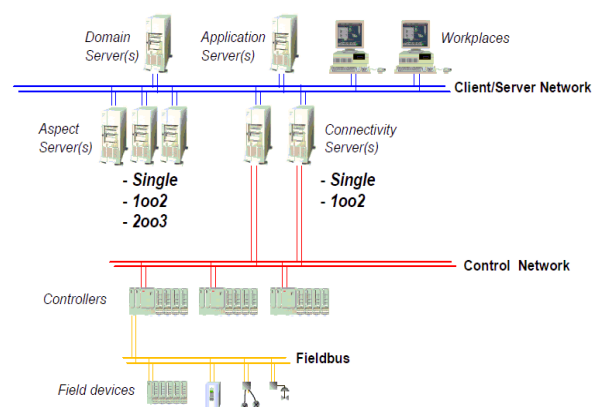 Domain
Server(s)
Application
Server(s)
Workplaces
Client/Server Network
Aspect
Server(s)
Connectivity
Server(s)
- Single
- 1oo2
- 2oo3
- Single
- 1oo2
Control Network
Controllers
Fieldbus
Field devices